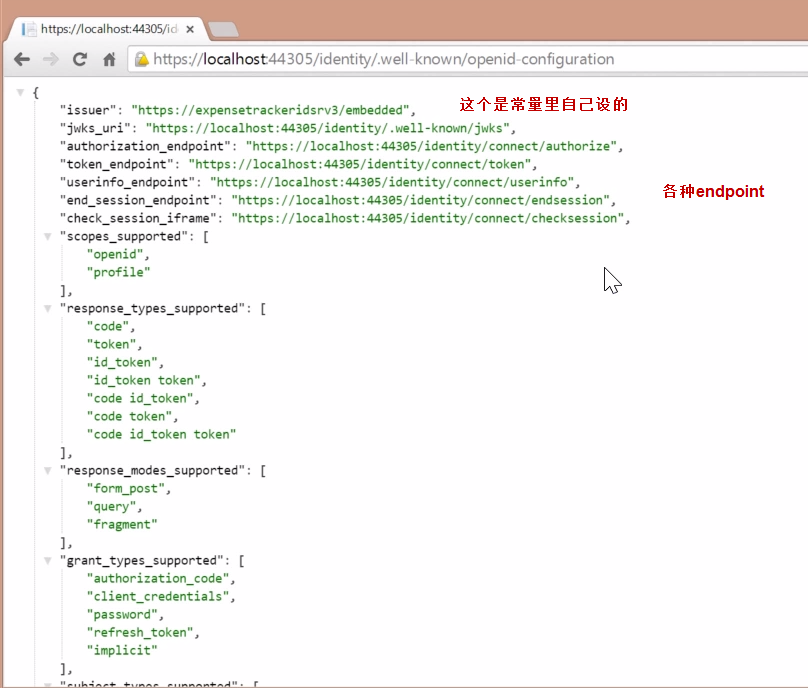 https://localhost:44305/id
https://localhost:44305/identity/.well-known/openid-configuration
{
"issuer": "https://expensetrackeridsrv3/embedded", 这个是常量里自己设的
"jwks_uri": "https://localhost:44305/identity/.well-known/jwks",
"authorization_endpoint": "https://localhost:44305/identity/connect/authorize",
"token_endpoint": "https://localhost:44305/identity/connect/token",
"userinfo_endpoint": "https://localhost:44305/identity/connect/userinfo", 各种endpoint
"end_session_endpoint": "https://localhost:44305/identity/connect/endsession",
"check_session_iframe": "https://localhost:44305/identity/connect/checksession",
"scopes_supported": [
"openid",
"profile"
],
"response_types_supported": [
"code",
"token",
"id_token",
"id_token token",
"code id_token",
"code token",
"code id_token token"
],
"response_modes_supported": [
"form_post",
"query",
"fragment"
],
"grant_types_supported": [
"authorization_code",
"client_credentials",
"password",
"refresh_token",
"implicit"
],
"subject_types_supported": [